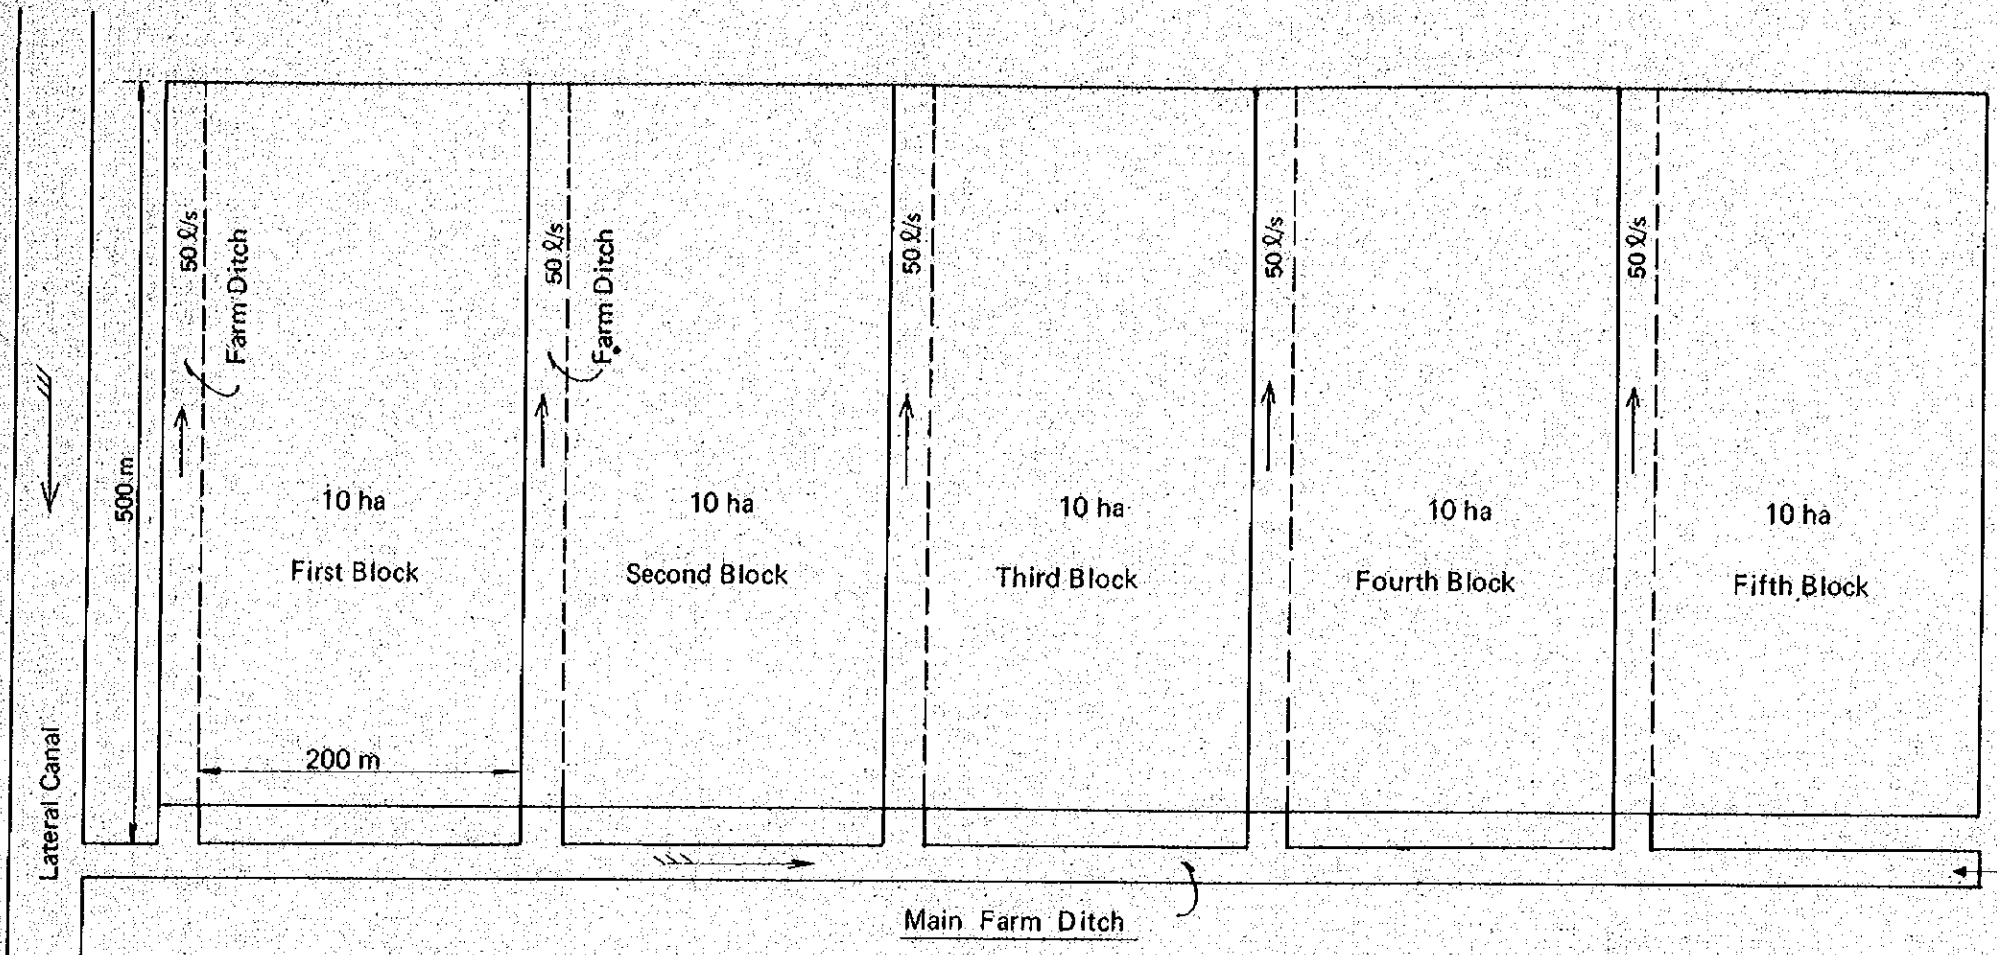 50 ℓ/s
50 ℓ/s
50 ℓ/s
50 ℓ/s
50 ℓ/s
Farm Ditch
Farm Ditch
500 m
10 ha
10 ha
10 ha
10 ha
10 ha
First Block
Second Block
Third Block
Fourth Block
Fifth Block
200 m
Lateral Canal
Main Farm Ditch